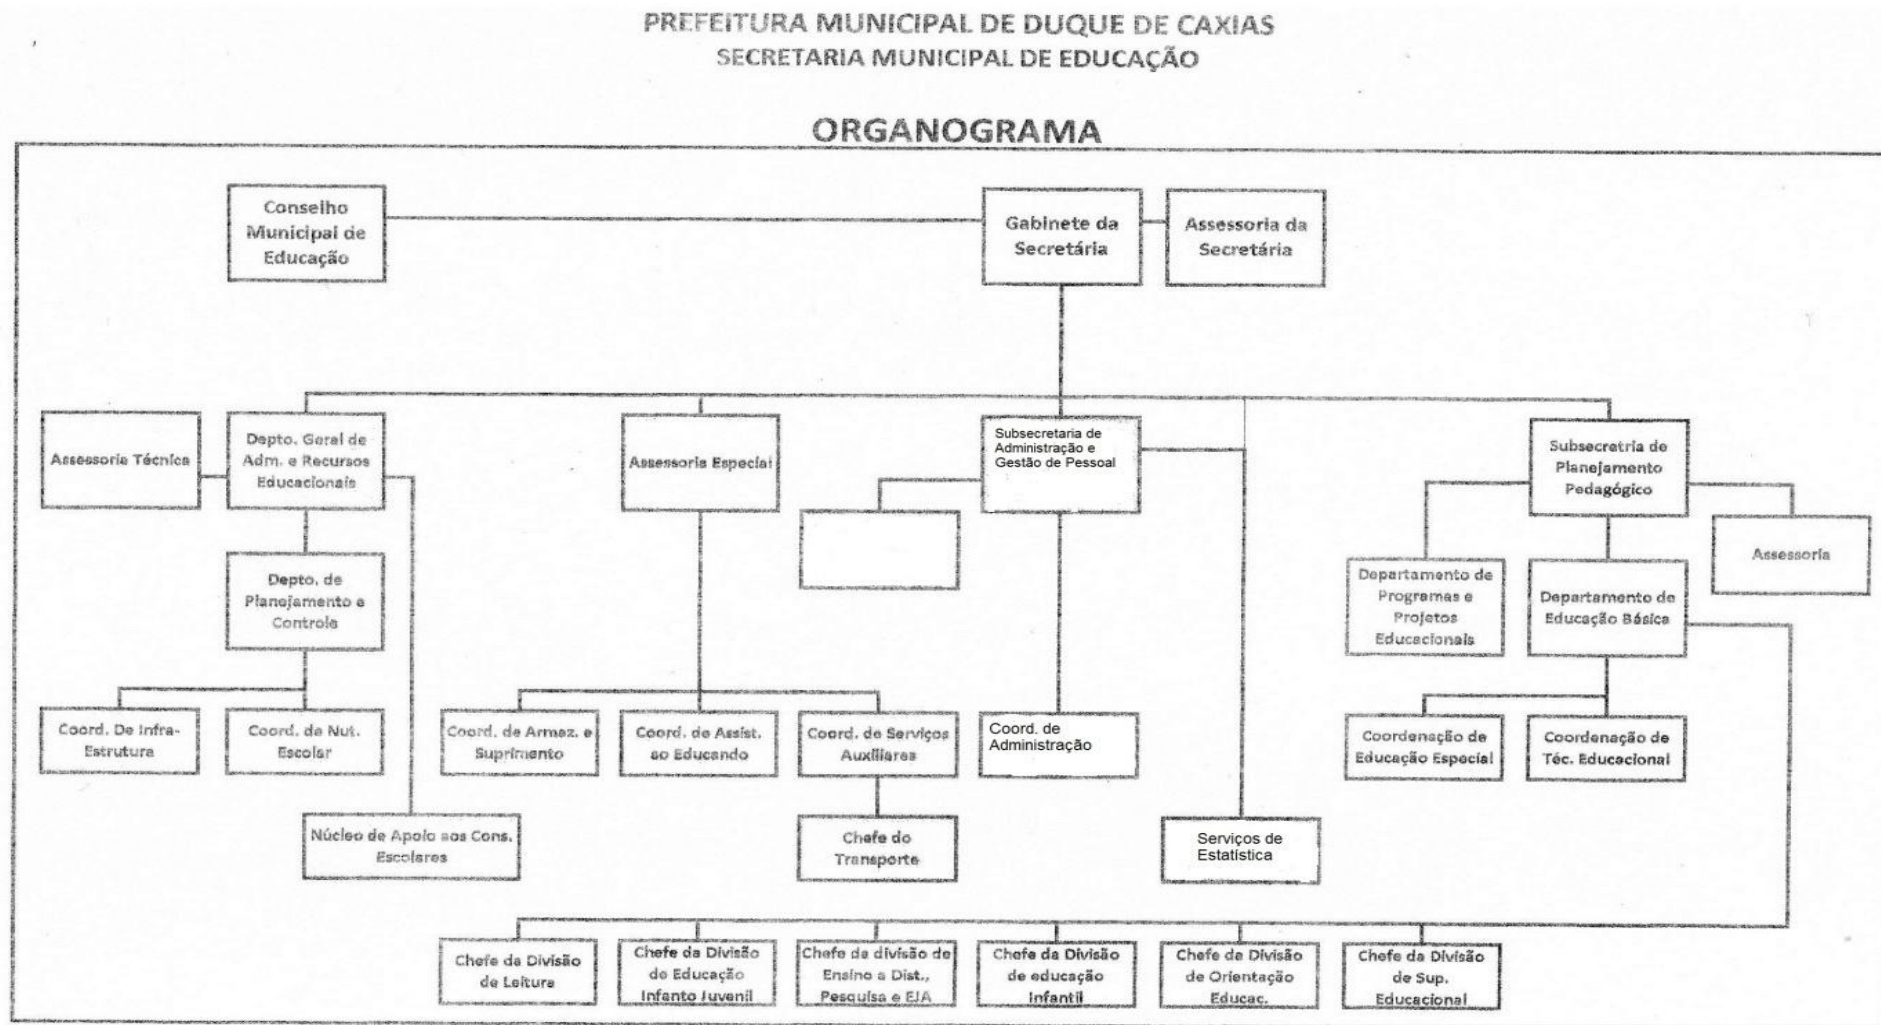 PREFEITURA MUNICIPAL DE DUQUE DE CAXIAS
SECRETARIA MUNICIPAL DE EDUCAÇÃO
ORGANOGRAMA
Conselho
Municipal de
Educação
Gabinete da
Secretária
Assessoria da
Secretária
Assessoria Técnica
Depto. Geral de
Adm. e Recursos
Educacionais
Assessoria Especial
Subsecretaria de
Administração e
Gestão de Pessoal
Subsecretria de
Planejamento
Pedagógico
Assessoria
Depto. de
Planejamento e
Controle
Departamento de
Programas e
Projetos
Educacionais
Departamento de
Educação Básica
Coord. De Infra-
Estrutura
Coord. de Nut.
Escolar
Coord. de Armaz. e
Suprimento
Coord. de Assist.
ao Educando
Coord. de Serviços
Auxiliares
Coord. de
Administração
Coordenação de
Educação Especial
Coordenação de
Téc. Educacional
Núcleo de Apoio aos Cons.
Escolares
Chefe do
Transporte
Serviços de
Estatística
Chefe da Divisão
de Leitura
Chefe da Divisão
de Educação
Infanto Juvenil
Chefe da divisão de
Ensino a Dist.,
Pesquisa e EJA
Chefe da Divisão
de educação
Infantil
Chefe da Divisão
de Orientação
Educac.
Chefe da Divisão
de Sup.
Educacional